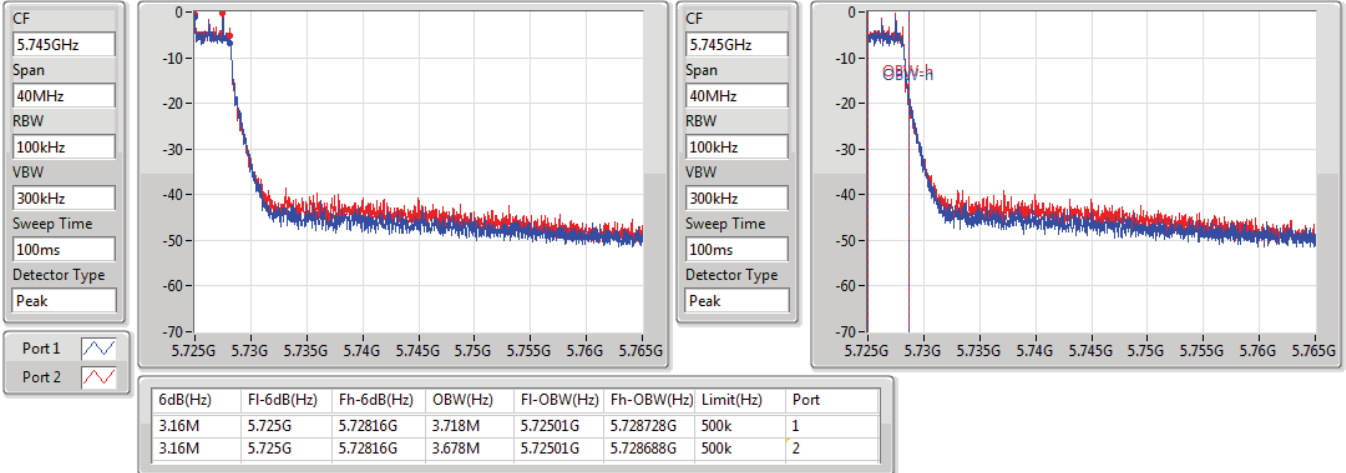 CF
5.745GHz
Span
40MHz
RBW
100kHz
VBW
300kHz
Sweep Time
100ms
Detector Type
Peak
0
-10
-20
-30
-40
-50
-60
-70
5.725G 5.73G 5.735G 5.74G 5.745G 5.75G 5.755G 5.76G 5.765G
CF
5.745GHz
Span
40MHz
RBW
100kHz
VBW
300kHz
Sweep Time
100ms
Detector Type
Peak
0
-10
-20
-30
-40
-50
-60
-70
OBW-h
5.725G 5.73G 5.735G 5.74G 5.745G 5.75G 5.755G 5.76G 5.765G
Port 1
Port 2
6dB(Hz) Fl-6dB(Hz) Fh-6dB(Hz) OBW(Hz) Fl-OBW(Hz) Fh-OBW(Hz) Limit(Hz) Port
3.16M 5.725G 5.72816G 3.718M 5.72501G 5.728728G 500k 1
3.16M 5.725G 5.72816G 3.678M 5.72501G 5.728688G 500k 2